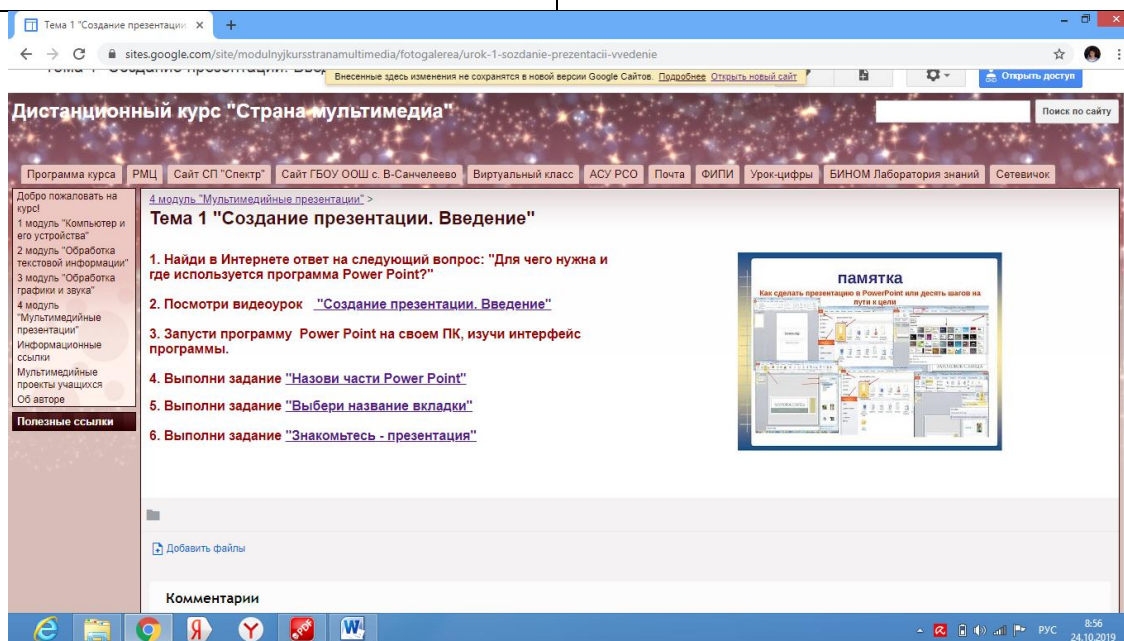 Тема 1 "Создание презентации
sites.google.com/site/modulnyjkursstranamultimedia/fotogalerea/urok-1-sozdanie-prezentacii-vvedenie
Внесенные здесь изменения не сохранятся в новой версии Google Сайтов. Подробнее Открыть новый сайт
Открыть доступ
Дистанционный курс "Страна мультимедиа"
Поиск по сайту
Программа курса РМЦ Сайт СП "Спектр" Сайт ГБОУ ООШ с. В-Санчелеево Виртуальный класс АСУ РСО Почта ФИПИ Урок-цифры БИНОМ Лаборатория знаний Сетевичок
Добро пожаловать на
курс!
1 модуль "Компьютер и
его устройства"
2 модуль "Обработка
текстовой информации"
3 модуль "Обработка
графики и звука"
4 модуль
"Мультимедийные
презентации"
Информационные
ссылки
Мультимедийные
проекты учащихся
Об авторе
Полезные ссылки
4 модуль "Мультимедийные презентации" >
Тема 1 "Создание презентации. Введение"
1. Найди в Интернете ответ на следующий вопрос: "Для чего нужна и
где используется программа Power Point?"
2. Посмотри видеоурок "Создание презентации. Введение"
3. Запусти программу Power Point на своем ПК, изучи интерфейс
программы.
4. Выполни задание "Назови части Power Point"
5. Выполни задание "Выбери название вкладки"
6. Выполни задание "Знакомьтесь - презентация"
памятка
Как сделать презентацию в PowerPoint или десять шагов на
пути к цели
Добавить файлы
Комментарии
РУС
8:56
24.10.2019